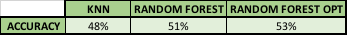 KNN RANDOM FOREST RANDOM FOREST OPT
ACCURACY 48% 51% 53%